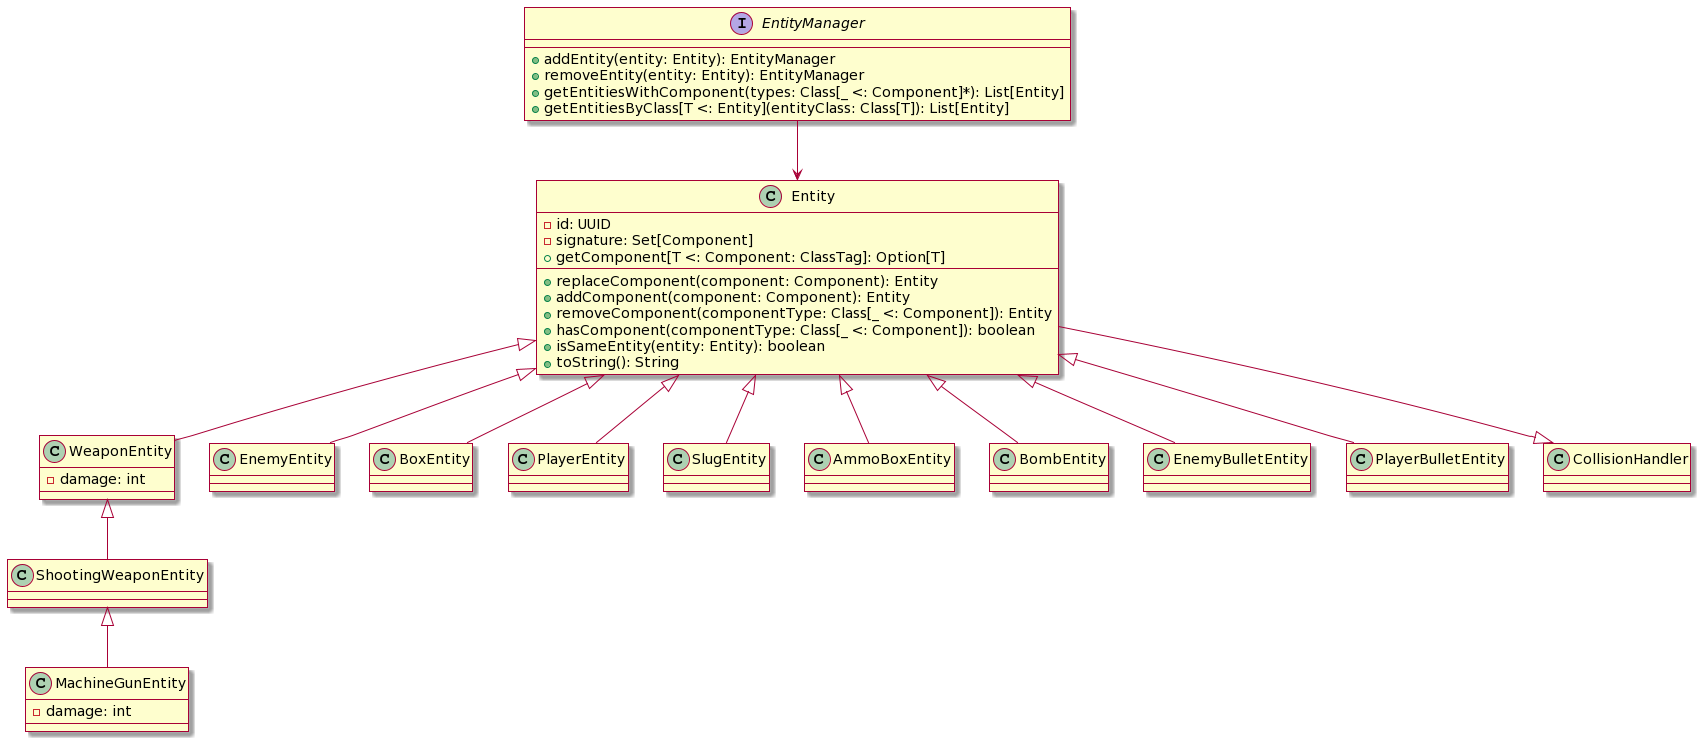 I EntityManager
addEntity(entity: Entity): EntityManager
removeEntity(entity: Entity): EntityManager
getEntitiesWithComponent(types: Class[_ <: Component]*): List[Entity]
getEntitiesByClass[T <: Entity](entityClass: Class[T]): List[Entity]
C Entity
id: UUID
signature: Set[Component]
getComponent[T <: Component: ClassTag]: Option[T]
replaceComponent(component: Component): Entity
addComponent(component: Component): Entity
removeComponent(componentType: Class[_ <: Component]): Entity
hasComponent(componentType: Class[_ <: Component]): boolean
isSameEntity(entity: Entity): boolean
toString(): String
C WeaponEntity
damage: int
C EnemyEntity
C BoxEntity
C PlayerEntity
C SlugEntity
C AmmoBoxEntity
C BombEntity
C EnemyBulletEntity
C PlayerBulletEntity
C CollisionHandler
C ShootingWeaponEntity
C MachineGunEntity
damage: int